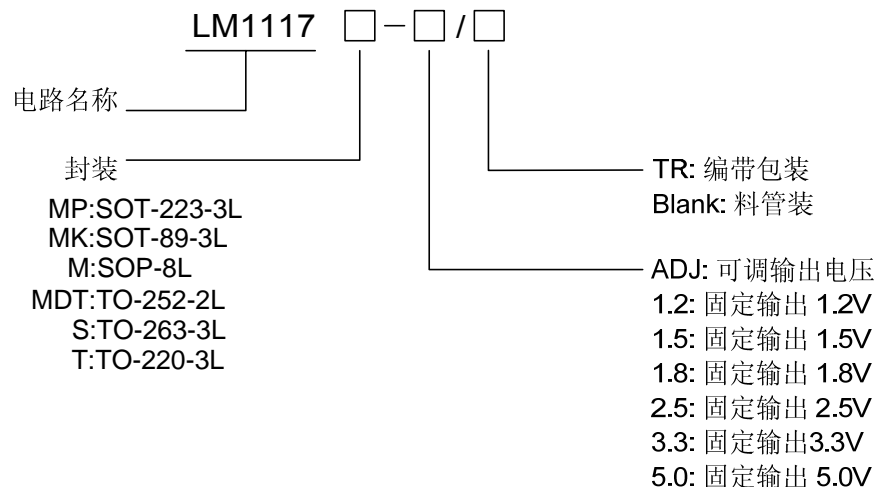 LM1117 □-□/□
电路名称
封装
MP:SOT-223-3L
MK:SOT-89-3L
M:SOP-8L
MDT:TO-252-2L
S:TO-263-3L
T:TO-220-3L
TR: 编带包装
Blank: 料管装
ADJ: 可调输出电压
1.2: 固定输出 1.2V
1.5: 固定输出 1.5V
1.8: 固定输出 1.8V
2.5: 固定输出 2.5V
3.3: 固定输出3.3V
5.0: 固定输出 5.0V